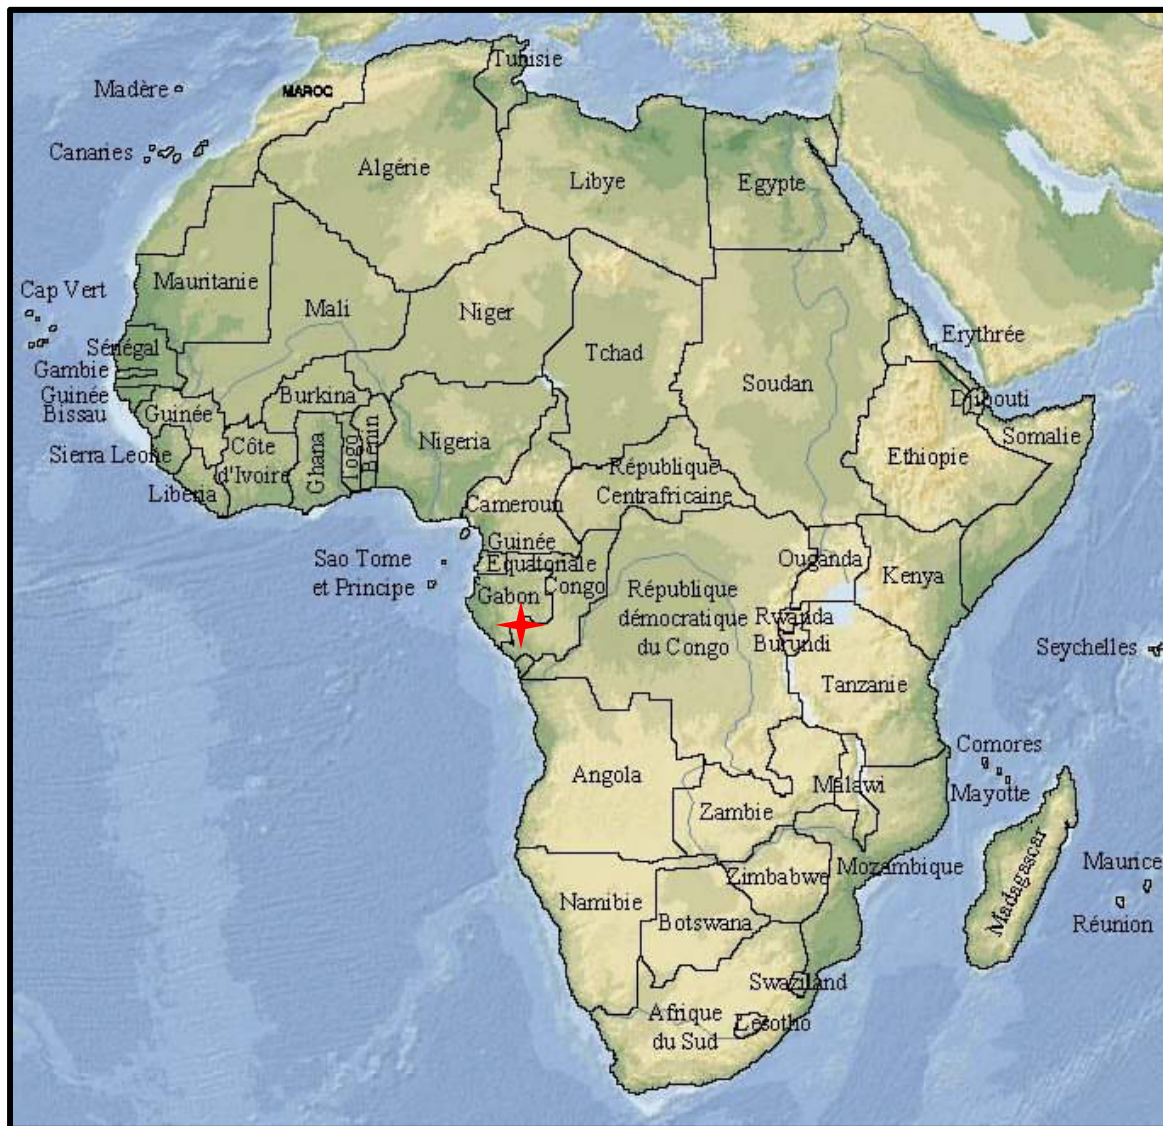 Tunisie
Madère
MAROC
Canaries
Algérie
Libye
Egypte
Mauritanie
Cap Vert
Mali
Niger
Tchad
Erythrée
Sénégal
Gambie
Guinée
Bissau
Guinée
Burkina
Soudan
Djibouti
Somalie
Sierra Leone
Côte
d'Ivoire
Ghana
Togo
Bénin
Nigeria
Ethiopie
Libéria
République
Centrafricaine
Cameroun
Guinée
Equatoriale
Sao Tome
et Principe
Gabon
Congo
République
démocratique
du Congo
Ouganda
Kenya
Rwanda
Burundi
Seychelles
Tanzanie
Comores
Mayotte
Angola
Malawi
Zambie
Mozambique
Madagascar
Maurice
Réunion
Zimbabwe
Namibie
Botswana
Swaziland
Afrique
du Sud
Lesotho